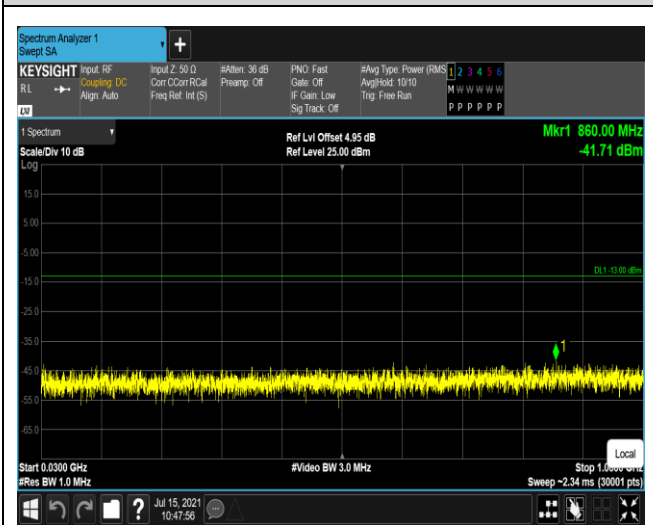 Spectrum Analyzer 1
Swept SA
+
KEYSIGHT Input: RF Input Z: 50 Ω #Atten: 36 dB PNO: Fast #Avg Type: Power (RMS 1 2 3 4 5 6
RL Coupling: DC Corr CCorr RCal Preamp: Off Gate: Off Avg|Hold: 10/10 M W W W W W
Align: Auto Freq Ref: Int (S) IF Gain: Low Trig: Free Run
Sig Track: Off P P P P P P
LXI
1 Spectrum Ref Lvl Offset 4.95 dB Mkr1 860.00 MHz
Scale/Div 10 dB Ref Level 25.00 dBm -41.71 dBm
Log
15.0
5.00
-5.00
DL1 -13.00 dBm
-15.0
-25.0
-35.0
1
-45.0
-55.0
-65.0
Local
Start 0.0300 GHz #Video BW 3.0 MHz Stop
#Res BW 1.0 MHz Sweep ~2.34 ms (30001 pts)
? Jul 15, 2021
10:47:56